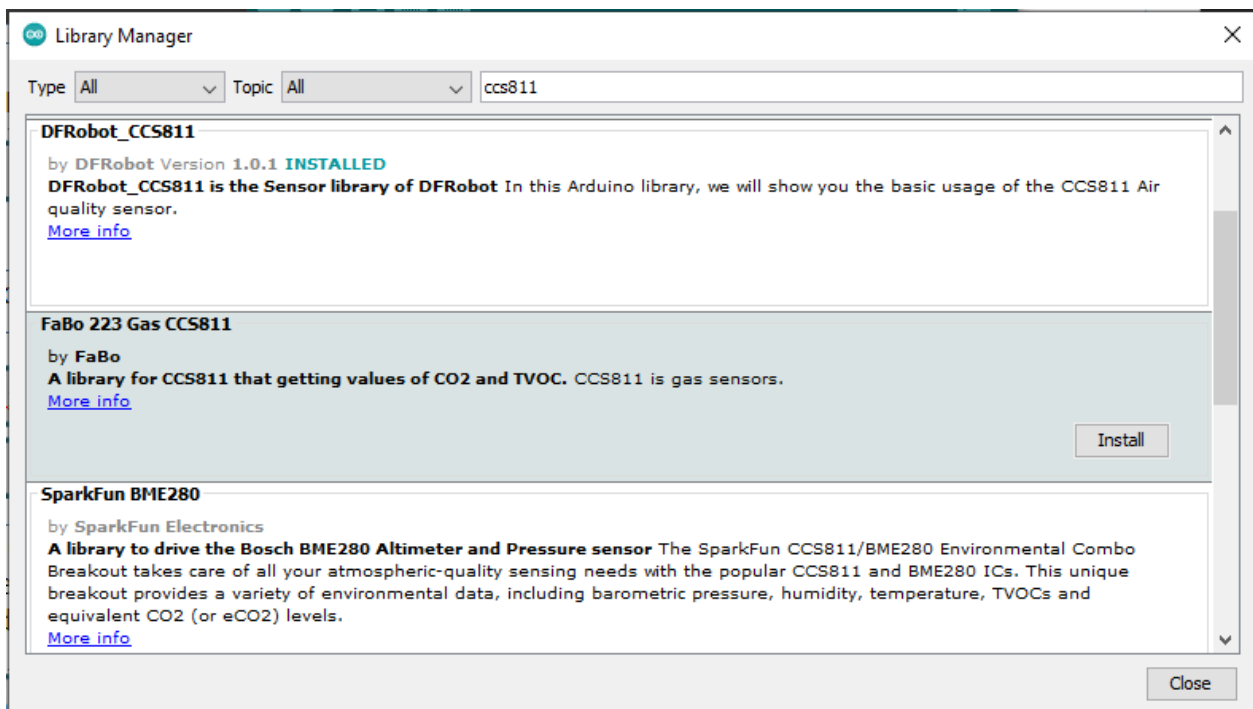 Library Manager
Type All Topic All ccs811
DFRobot_CCS811
by DFRobot Version 1.0.1 INSTALLED
DFRobot_CCS811 is the Sensor library of DFRobot In this Arduino library, we will show you the basic usage of the CCS811 Air
quality sensor.
More info
FaBo 223 Gas CCS811
by FaBo
A library for CCS811 that getting values of CO2 and TVOC. CCS811 is gas sensors.
More info
Install
SparkFun BME280
by SparkFun Electronics
A library to drive the Bosch BME280 Altimeter and Pressure sensor The SparkFun CCS811/BME280 Environmental Combo
Breakout takes care of all your atmospheric-quality sensing needs with the popular CCS811 and BME280 ICs. This unique
breakout provides a variety of environmental data, including barometric pressure, humidity, temperature, TVOCs and
equivalent CO2 (or eCO2) levels.
More info
Close